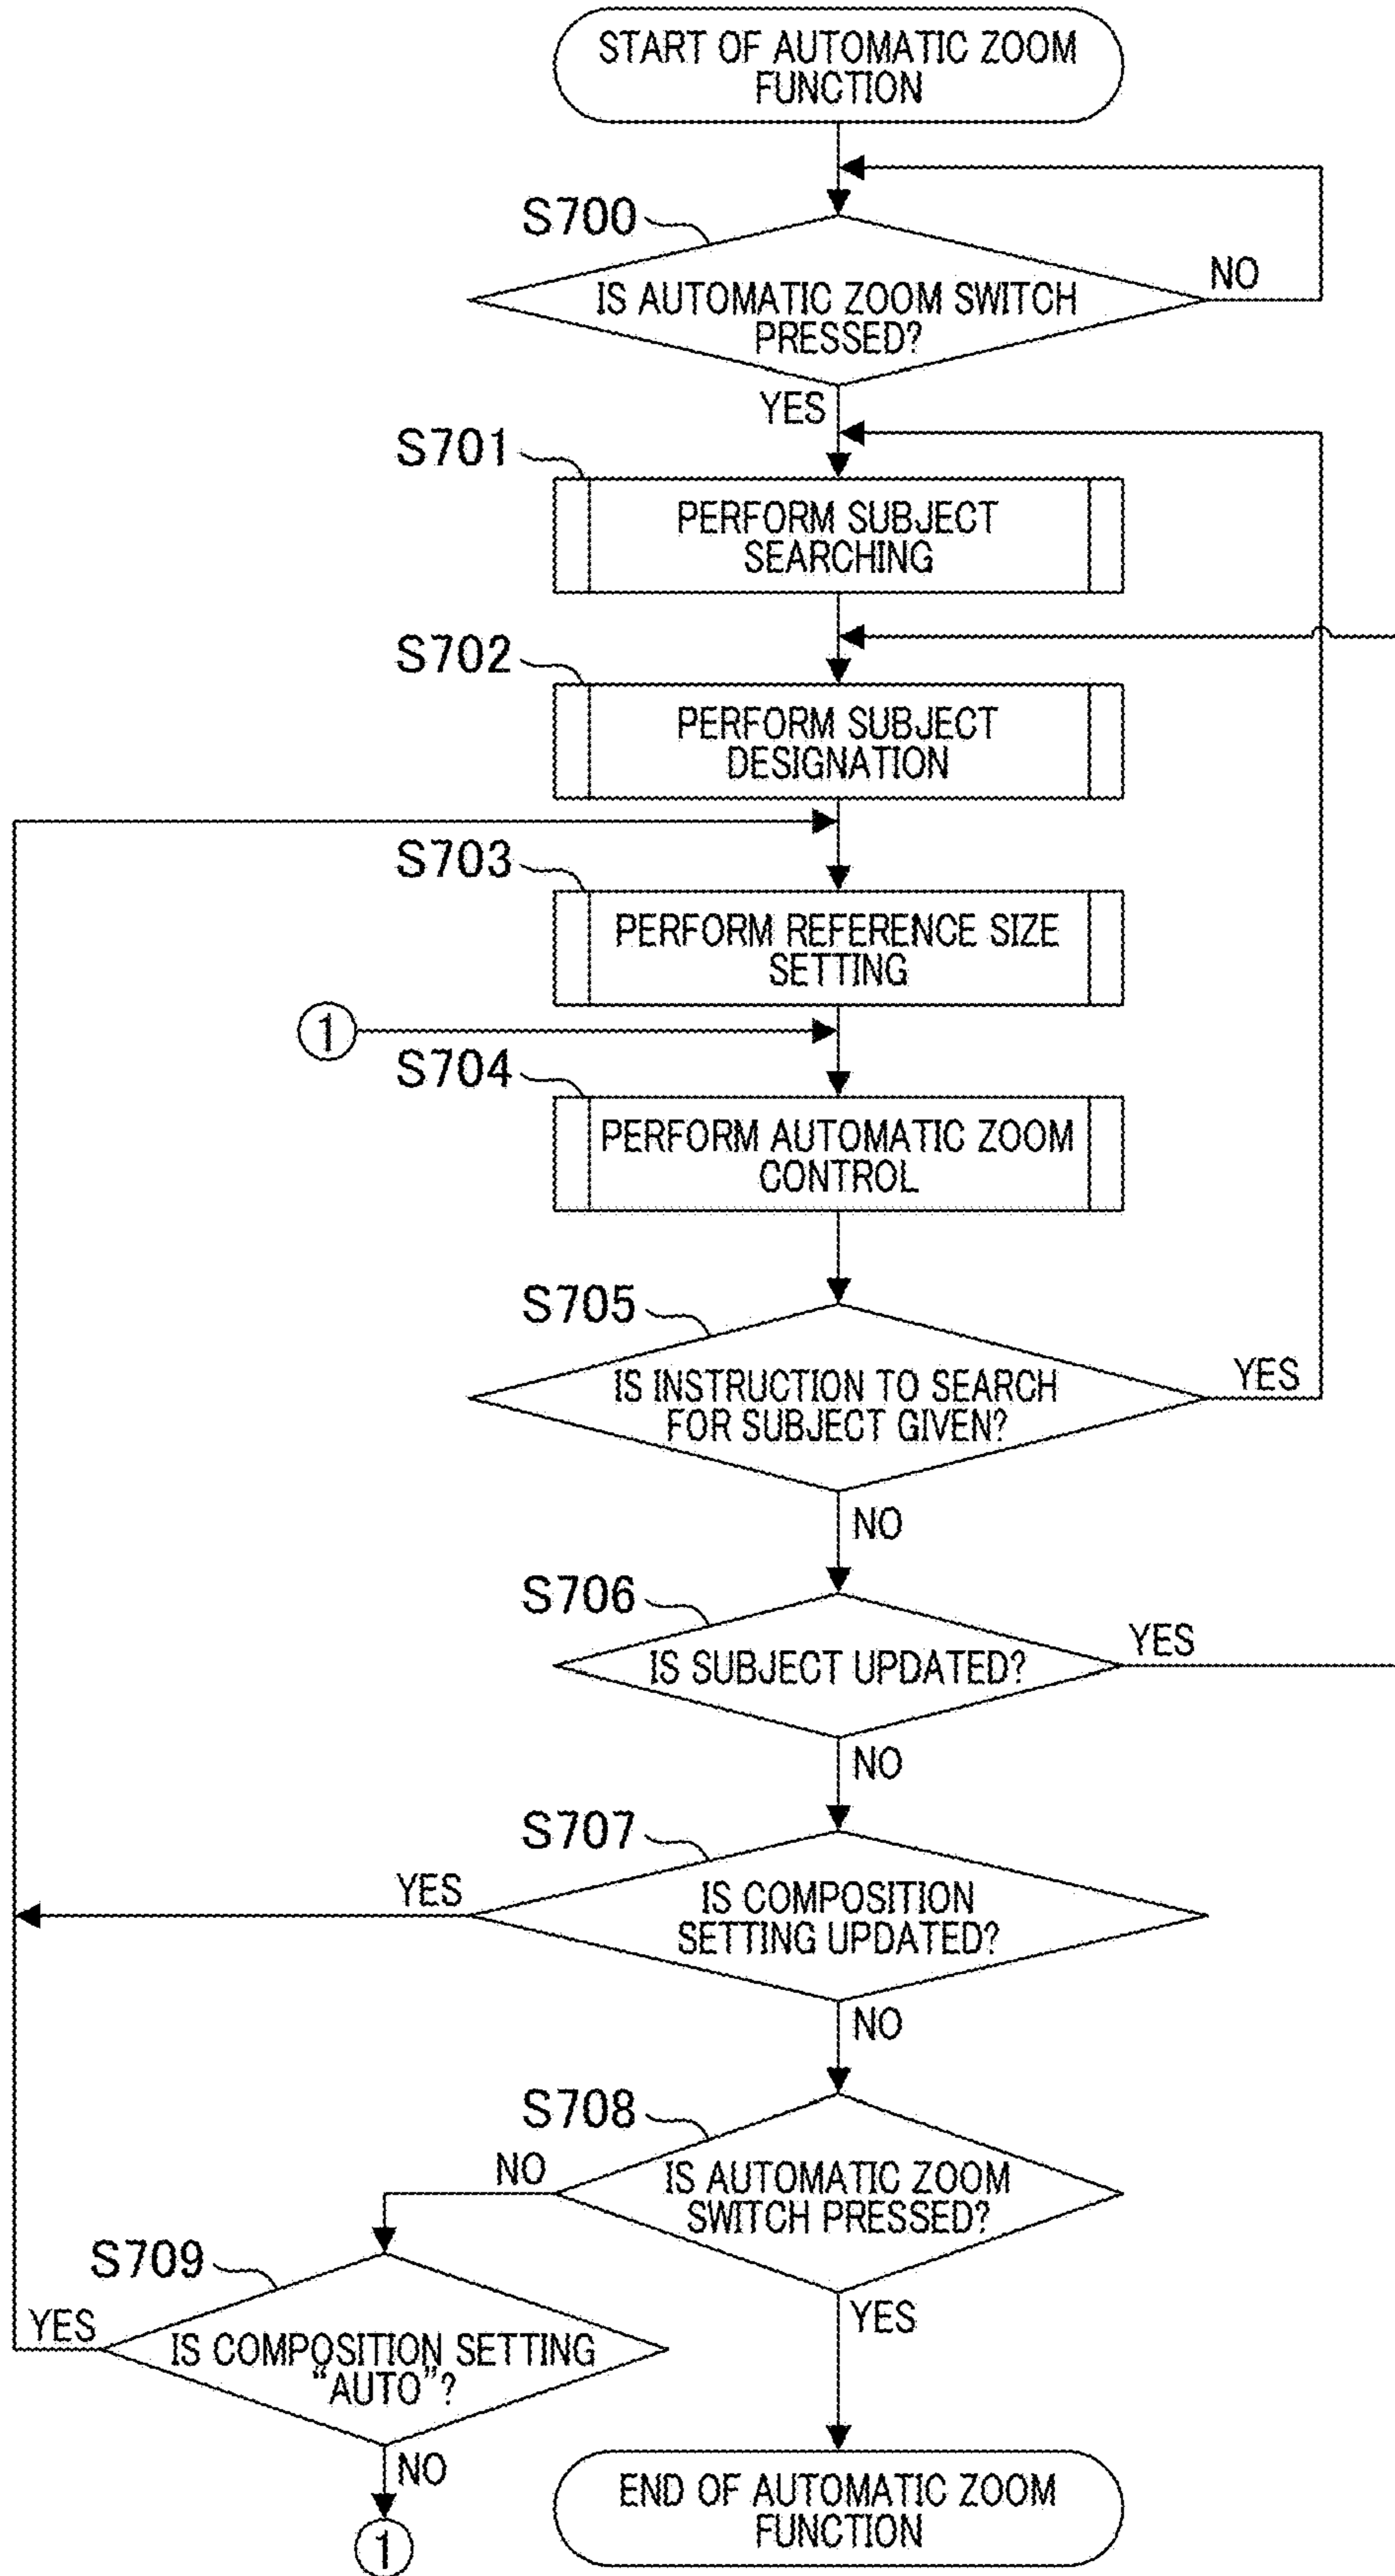 START OF AUTOMATIC ZOOM
FUNCTION
S700
IS AUTOMATIC ZOOM SWITCH
PRESSED?
NO
YES
S701
PERFORM SUBJECT
SEARCHING
S702
PERFORM SUBJECT
DESIGNATION
S703
PERFORM REFERENCE SIZE
SETTING
1
S704
PERFORM AUTOMATIC ZOOM
CONTROL
S705
IS INSTRUCTION TO SEARCH
FOR SUBJECT GIVEN?
YES
NO
S706
IS SUBJECT UPDATED?
YES
NO
S707
YES
IS COMPOSITION
SETTING UPDATED?
NO
S708
NO
IS AUTOMATIC ZOOM
SWITCH PRESSED?
YES
S709
YES
IS COMPOSITION SETTING
“AUTO”?
NO
1
END OF AUTOMATIC ZOOM
FUNCTION